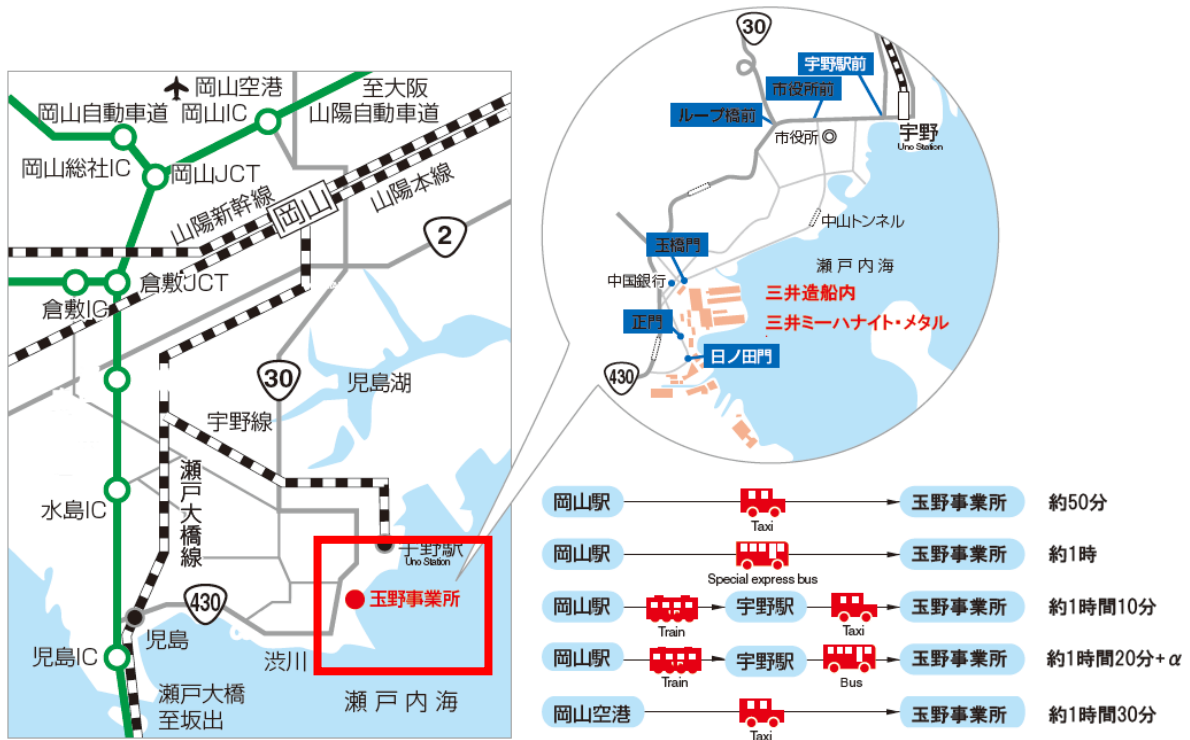 岡山空港
岡山自動車道
岡山IC
至大阪
山陽自動車道
岡山総社IC
岡山JCT
山陽新幹線
岡山
山陽本線
2
倉敷JCT
倉敷IC
30
児島湖
宇野線
瀬戸大橋線
水島IC
宇野駅
Uno Station
430
玉野事業所
児島
渋川
児島IC
瀬戸大橋
至坂出
瀬戸内海
30
宇野駅前
市役所前
ループ橋前
市役所
宇野
Uno Station
中山トンネル
玉橋門
瀬戸内海
中国銀行
三井造船内
正門
三井ミーハナイト・メタル
日ノ田門
430
岡山駅 Taxi 玉野事業所 約50分
岡山駅 Special express bus 玉野事業所 約1時
岡山駅 Train 宇野駅 Taxi 玉野事業所 約1時間10分
岡山駅 Train 宇野駅 Bus 玉野事業所 約1時間20分+α
岡山空港 Taxi 玉野事業所 約1時間30分